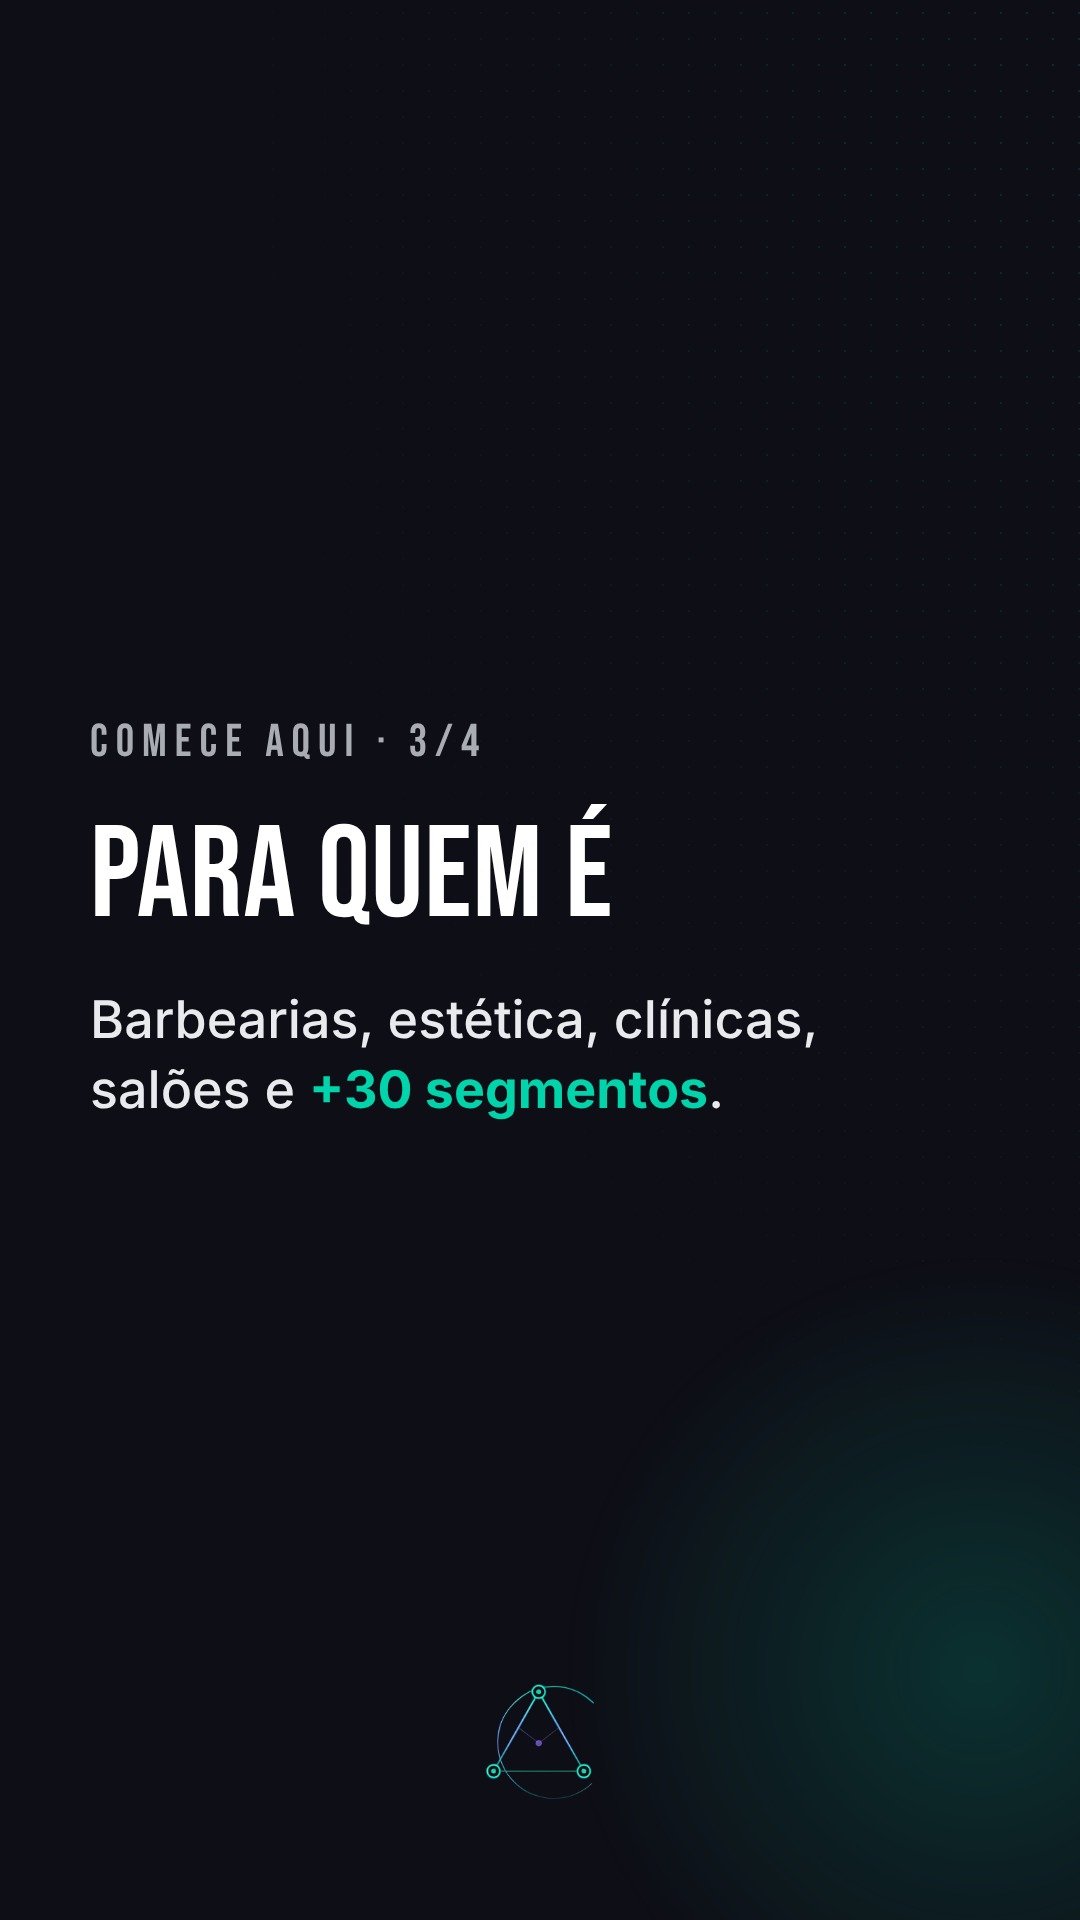 COMECE AQUI · 3/4
PARA QUEM É
Barbearias, estética, clínicas,
salões e +30 segmentos.